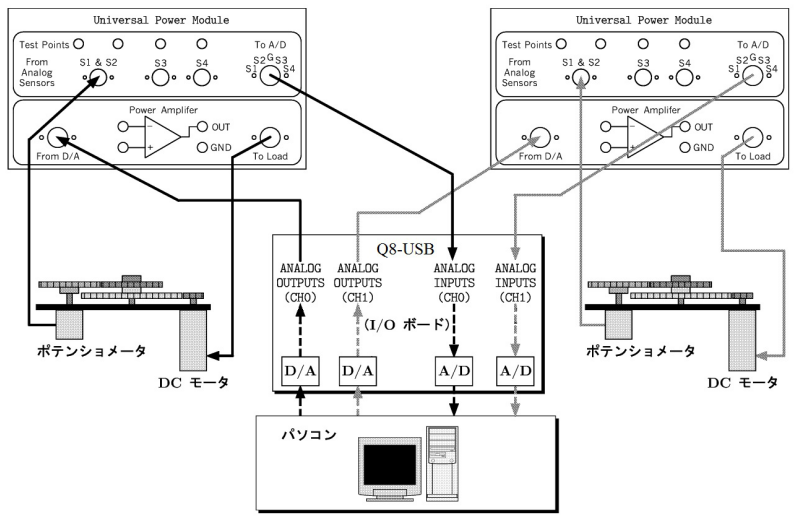 Universal Power Module
Test Points
To A/D
From Analog Sensors
S1 & S2
S3
S4
S1
S2
G
S3
S4
Power Amplifer
−
+
OUT
GND
From D/A
To Load
Universal Power Module
Test Points
To A/D
From Analog Sensors
S1 & S2
S3
S4
S1
S2
G
S3
S4
Power Amplifer
−
+
OUT
GND
From D/A
To Load
Q8-USB
ANALOG OUTPUTS (CH0)
ANALOG OUTPUTS (CH1)
ANALOG INPUTS (CH0)
ANALOG INPUTS (CH1)
(I/O ボード)
D/A
D/A
A/D
A/D
ポテンショメータ
DC モータ
ポテンショメータ
DC モータ
パソコン